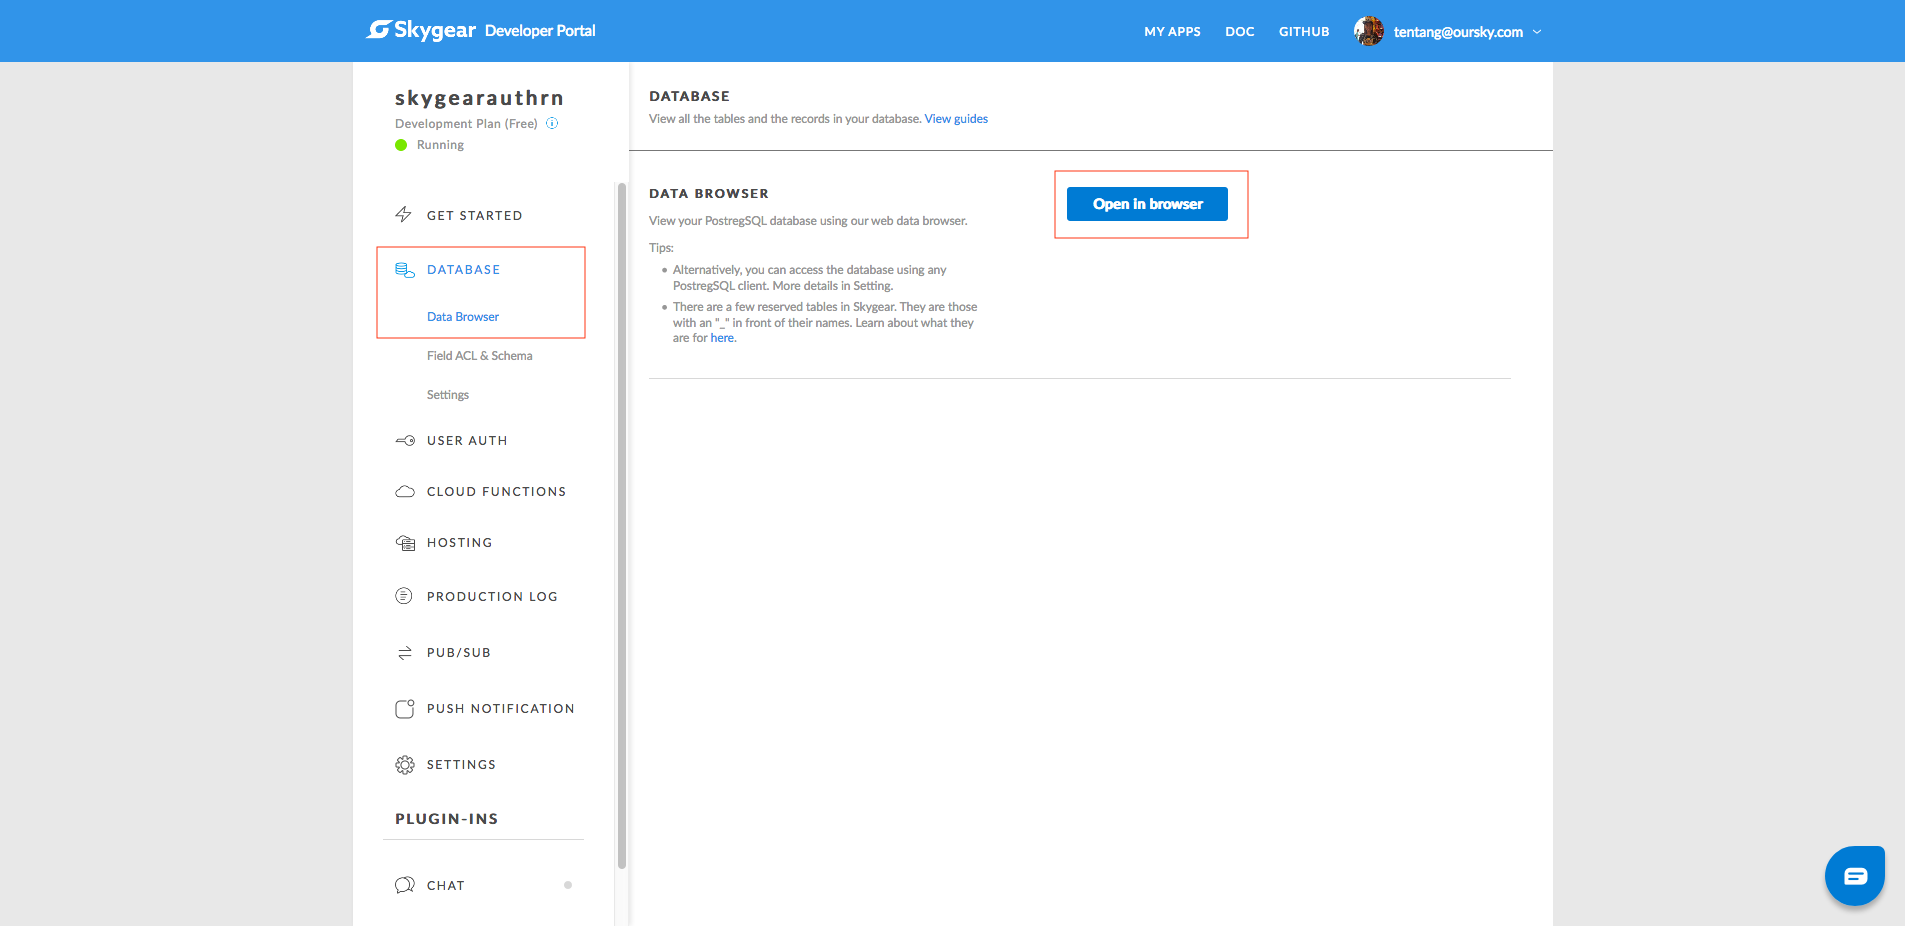 Skygear Developer Portal
MY APPS DOC GITHUB tentang@oursky.com
skygearauthrn
Development Plan (Free)
Running
GET STARTED
DATABASE
Data Browser
Field ACL & Schema
Settings
USER AUTH
CLOUD FUNCTIONS
HOSTING
PRODUCTION LOG
PUB/SUB
PUSH NOTIFICATION
SETTINGS
PLUGIN-INS
CHAT
DATABASE
View all the tables and the records in your database. View guides
DATA BROWSER
View your PostregSQL database using our web data browser.
Tips:
• Alternatively, you can access the database using any
PostregSQL client. More details in Setting.
• There are a few reserved tables in Skygear. They are those
with an "_" in front of their names. Learn about what they
are for here.
Open in browser